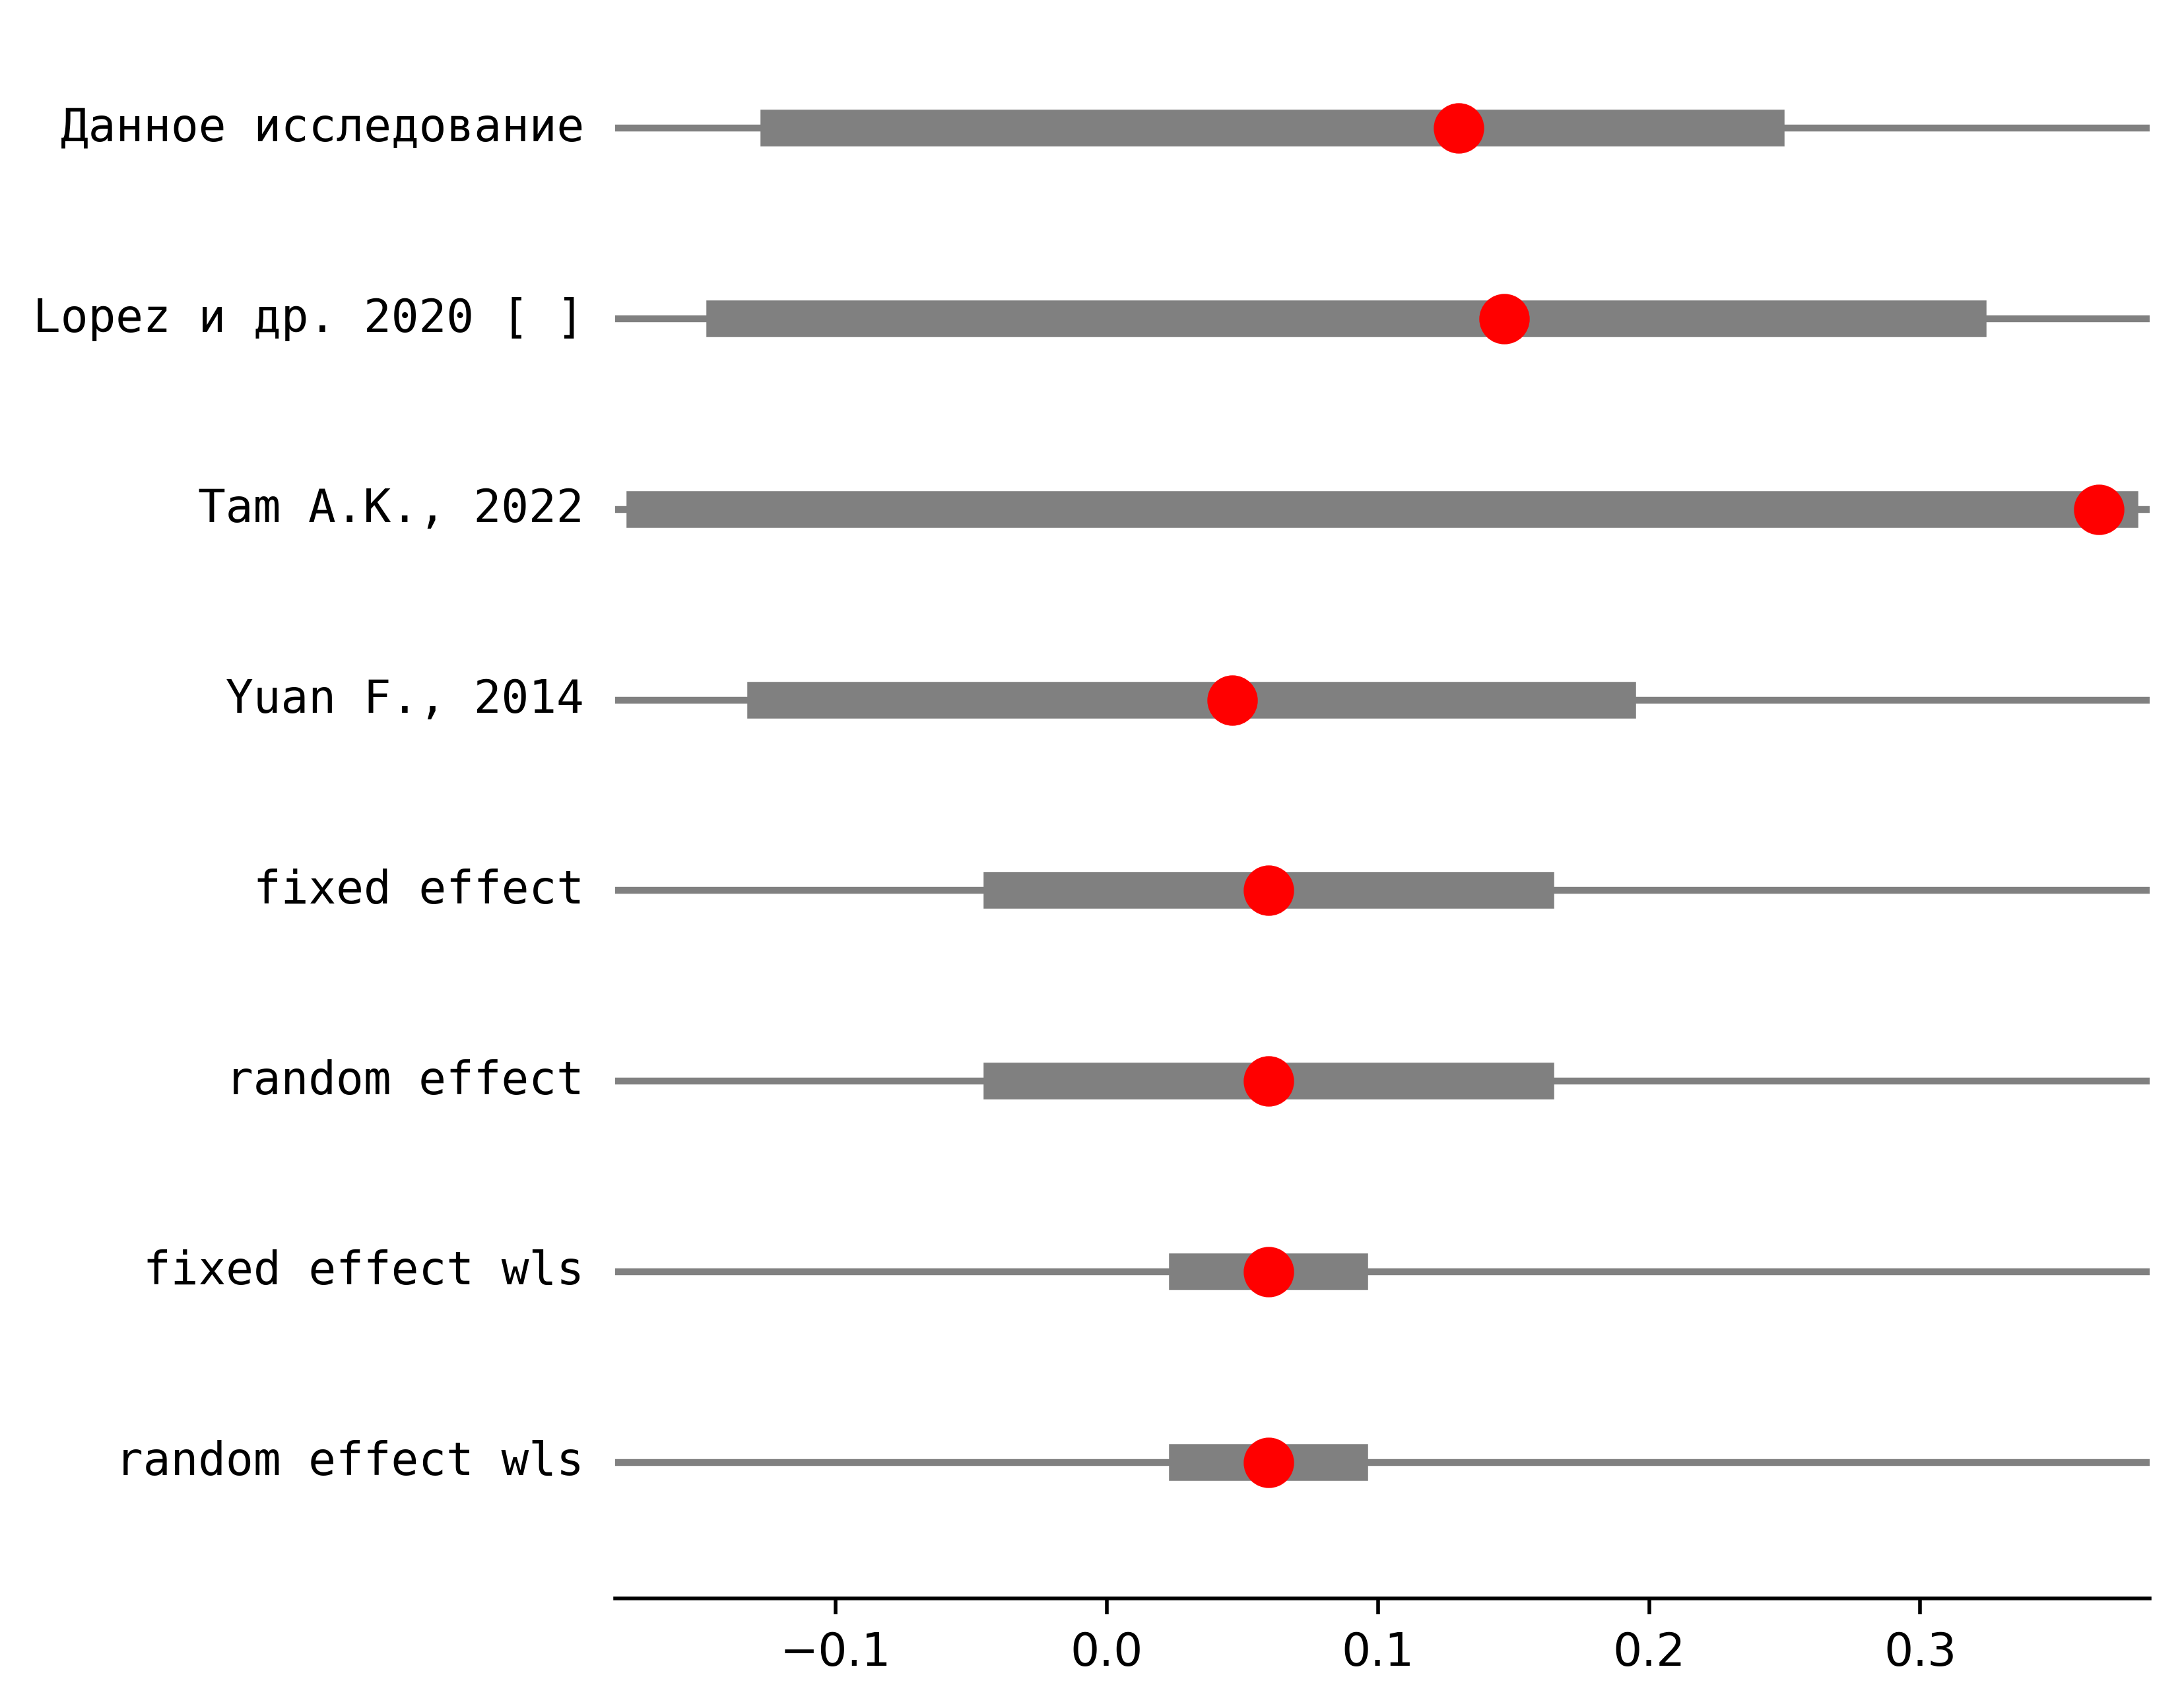 Данное исследование
Lopez и др. 2020 [ ]
Tam A.K., 2022
Yuan F., 2014
fixed effect
random effect
fixed effect wls
random effect wls
−0.1 0.0 0.1 0.2 0.3